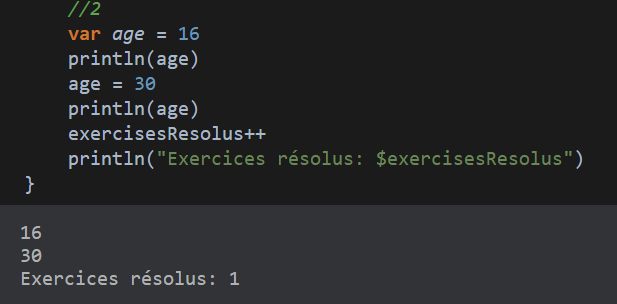 //2
var age = 16
println(age)
age = 30
println(age)
exercisesResolus++
println("Exercices résolus: $exercisesResolus")
}
16
30
Exercices résolus: 1